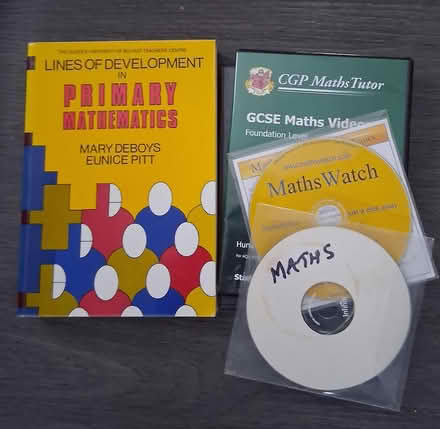 THE QUEEN'S UNIVERSITY OF BELFAST TEACHERS' CENTRE
LINES OF DEVELOPMENT
IN
PRIMARY
MATHEMATICS
MARY DEBOYS
EUNICE PITT
CGP MathsTutor
GCSE Maths Videos
Foundation Level
MathsWatch
MATHS